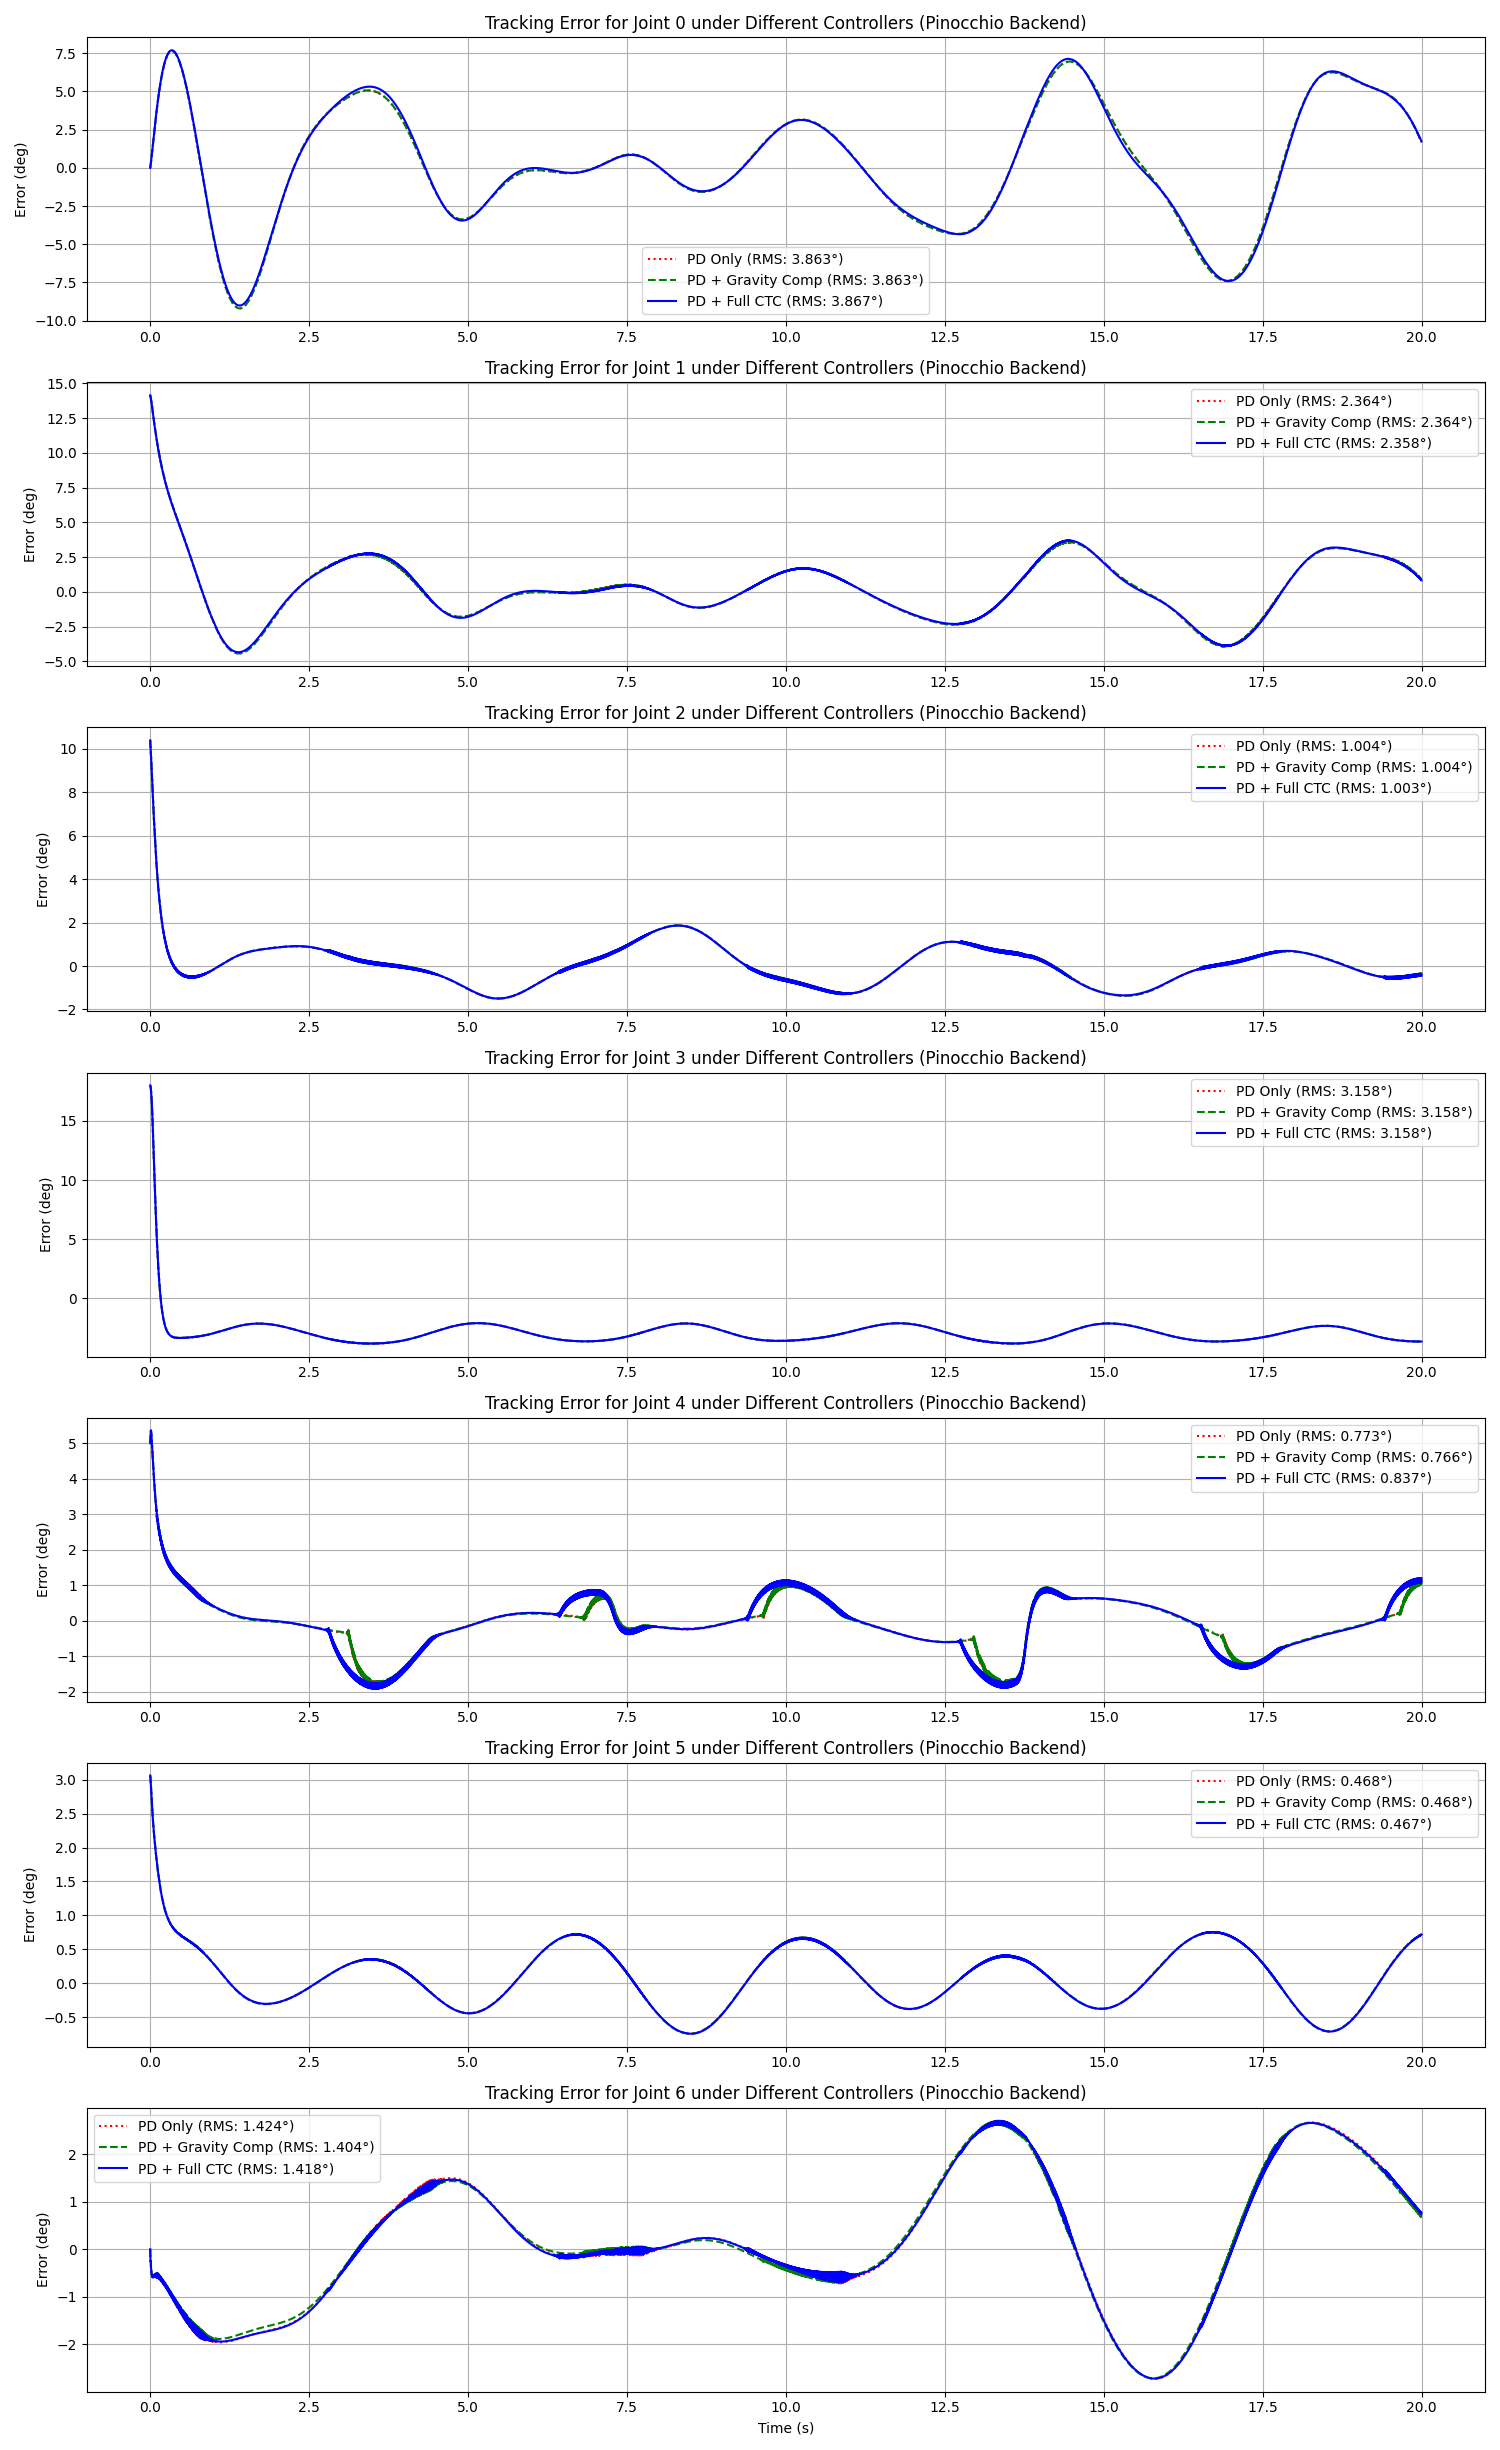 Tracking Error for Joint 0 under Different Controllers (Pinocchio Backend)
7.5
5.0
2.5
0.0
−2.5
−5.0
−7.5
−10.0
Error (deg)
PD Only (RMS: 3.863°)
PD + Gravity Comp (RMS: 3.863°)
PD + Full CTC (RMS: 3.867°)
0.0 2.5 5.0 7.5 10.0 12.5 15.0 17.5 20.0
Tracking Error for Joint 1 under Different Controllers (Pinocchio Backend)
15.0
12.5
10.0
7.5
5.0
2.5
0.0
−2.5
−5.0
Error (deg)
PD Only (RMS: 2.364°)
PD + Gravity Comp (RMS: 2.364°)
PD + Full CTC (RMS: 2.358°)
0.0 2.5 5.0 7.5 10.0 12.5 15.0 17.5 20.0
Tracking Error for Joint 2 under Different Controllers (Pinocchio Backend)
10
8
6
4
2
0
−2
Error (deg)
PD Only (RMS: 1.004°)
PD + Gravity Comp (RMS: 1.004°)
PD + Full CTC (RMS: 1.003°)
0.0 2.5 5.0 7.5 10.0 12.5 15.0 17.5 20.0
Tracking Error for Joint 3 under Different Controllers (Pinocchio Backend)
15
10
5
0
Error (deg)
PD Only (RMS: 3.158°)
PD + Gravity Comp (RMS: 3.158°)
PD + Full CTC (RMS: 3.158°)
0.0 2.5 5.0 7.5 10.0 12.5 15.0 17.5 20.0
Tracking Error for Joint 4 under Different Controllers (Pinocchio Backend)
5
4
3
2
1
0
−1
−2
Error (deg)
PD Only (RMS: 0.773°)
PD + Gravity Comp (RMS: 0.766°)
PD + Full CTC (RMS: 0.837°)
0.0 2.5 5.0 7.5 10.0 12.5 15.0 17.5 20.0
Tracking Error for Joint 5 under Different Controllers (Pinocchio Backend)
3.0
2.5
2.0
1.5
1.0
0.5
0.0
−0.5
Error (deg)
PD Only (RMS: 0.468°)
PD + Gravity Comp (RMS: 0.468°)
PD + Full CTC (RMS: 0.467°)
0.0 2.5 5.0 7.5 10.0 12.5 15.0 17.5 20.0
Tracking Error for Joint 6 under Different Controllers (Pinocchio Backend)
2
1
0
−1
−2
Error (deg)
PD Only (RMS: 1.424°)
PD + Gravity Comp (RMS: 1.404°)
PD + Full CTC (RMS: 1.418°)
0.0 2.5 5.0 7.5 10.0 12.5 15.0 17.5 20.0
Time (s)